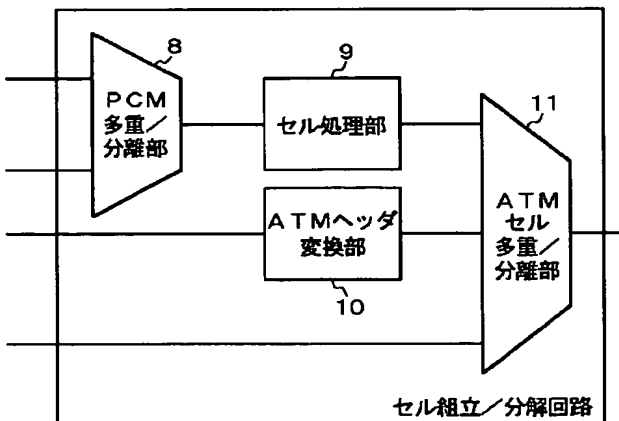 8
PCM
多重/
分離部
9
セル処理部
ATMヘッダ
変換部
10
11
ATM
セル
多重/
分離部
セル組立/分解回路